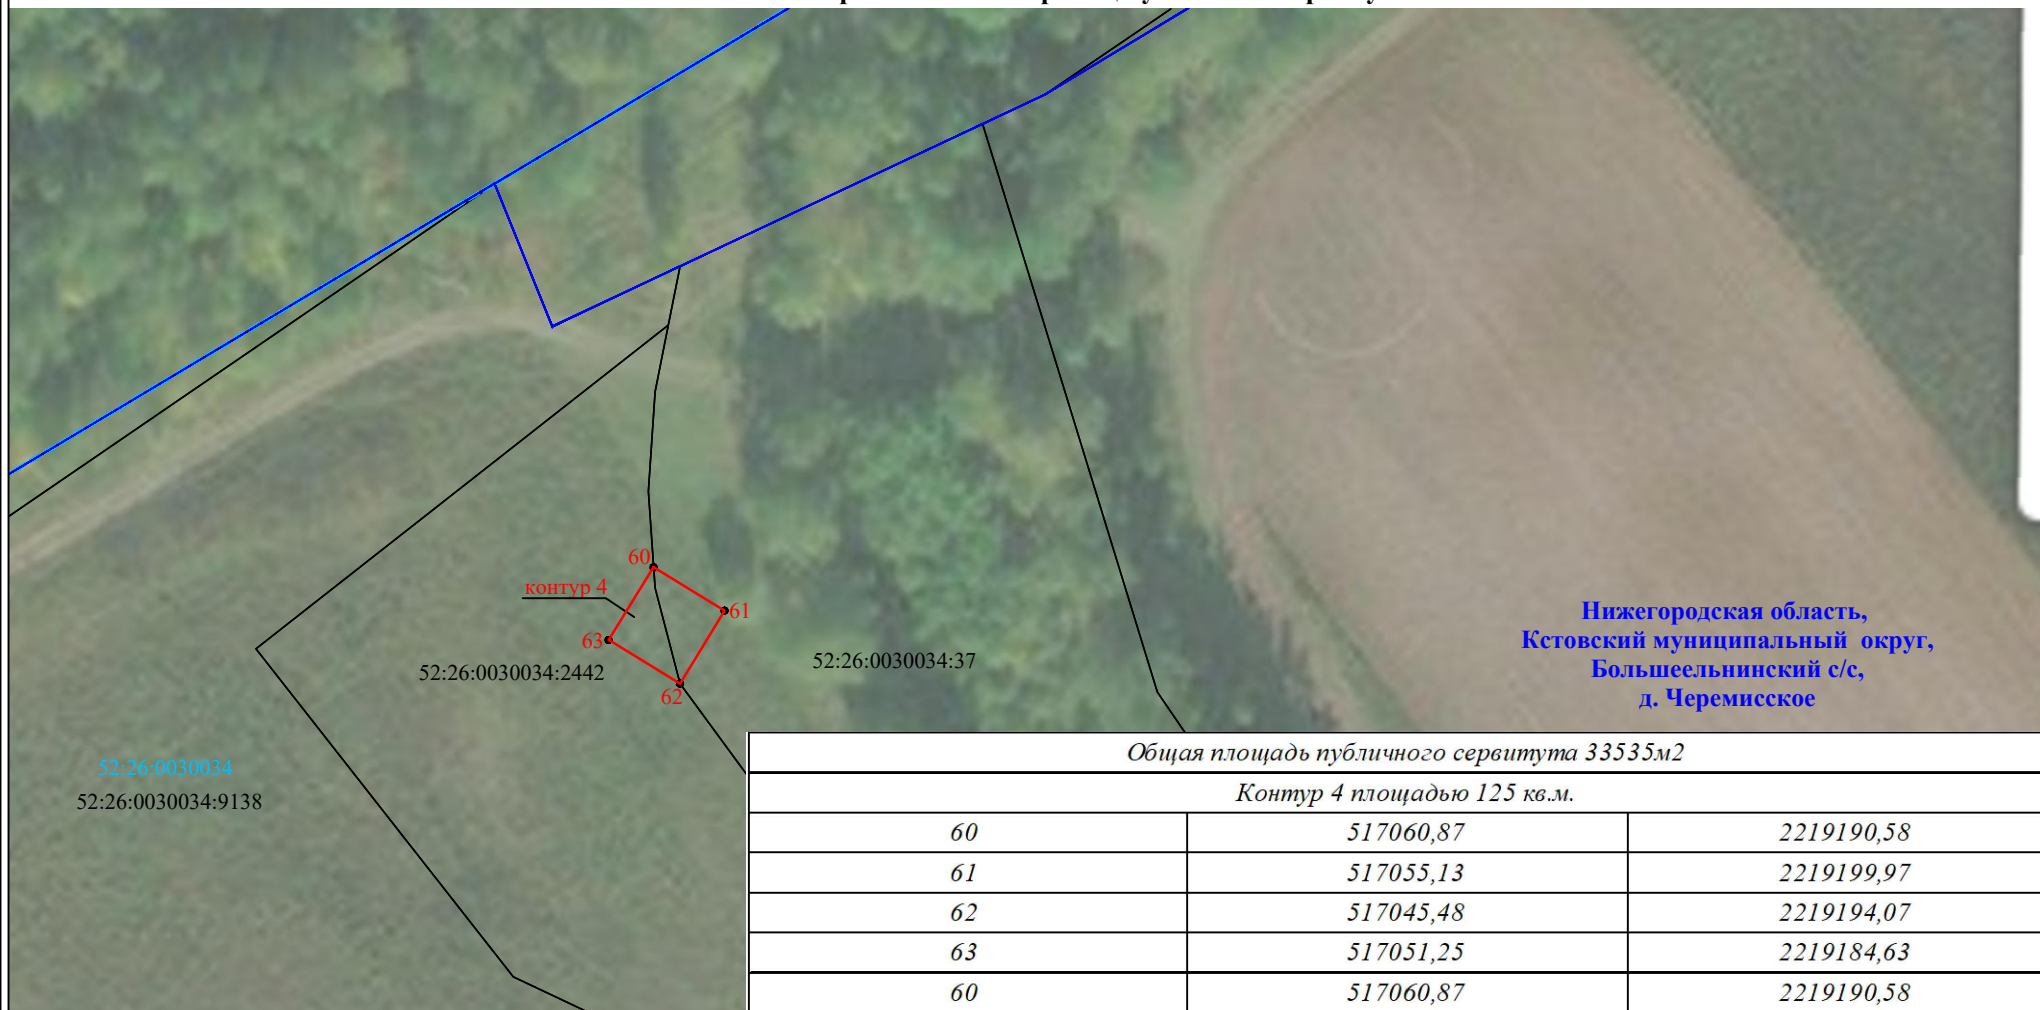 60
контур 4
61
63
52:26:0030034:37
52:26:0030034:2442
62
Нижегородская область,
Кстовский муниципальный округ,
Большеельнинский с/с,
д. Черемисское
52:26:0030034
52:26:0030034:9138
Общая площадь публичного сервитута 33535м2
Контур 4 площадью 125 кв.м.
60 517060,87 2219190,58
61 517055,13 2219199,97
62 517045,48 2219194,07
63 517051,25 2219184,63
60 517060,87 2219190,58